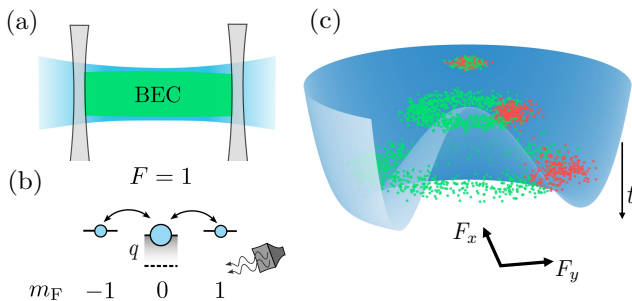 (a)
BEC
(b)
F = 1
q
m_F −1 0 1
(c)
t
F_x
F_y